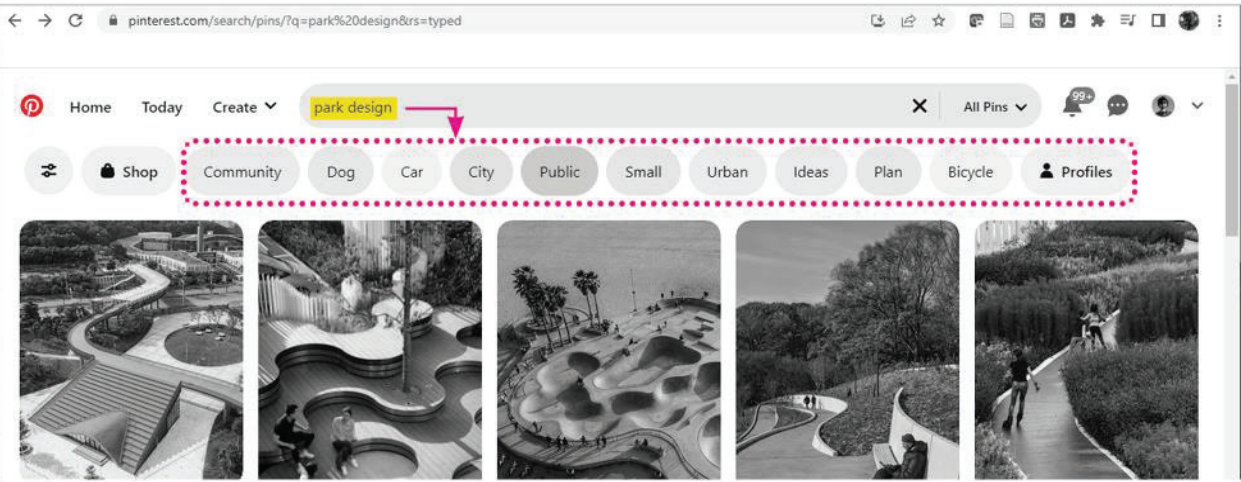 pinterest.com/search/pins/?q=park%20design&rs=typed
Home Today Create park design All Pins 99+
Shop Community Dog Car City Public Small Urban Ideas Plan Bicycle Profiles